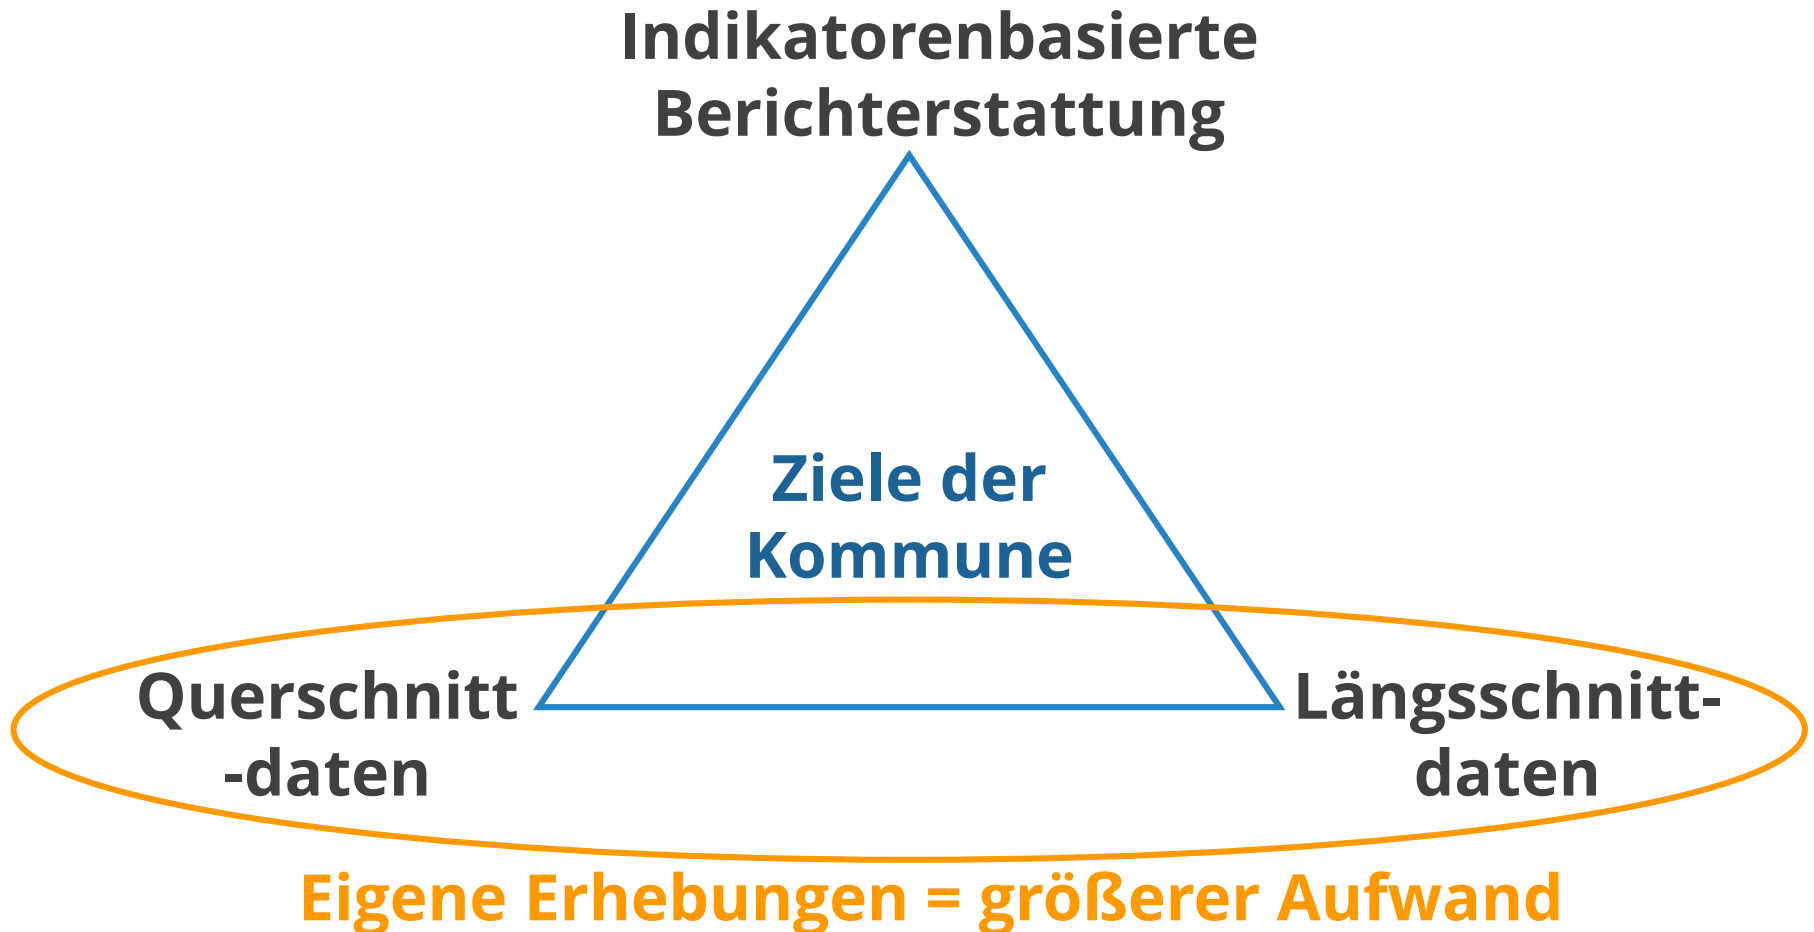 Indikatorenbasierte
Berichterstattung
Ziele der
Kommune
Querschnitt
-daten
Längsschnitt-
daten
Eigene Erhebungen = größerer Aufwand